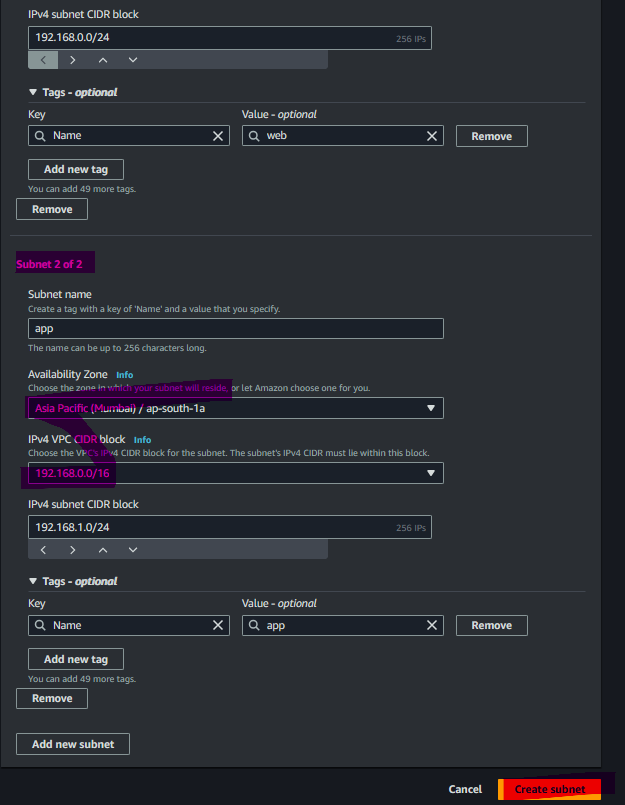 IPv4 subnet CIDR block
192.168.0.0/24 256 IPs
Tags - optional
Key Value - optional
Name web Remove
Add new tag
You can add 49 more tags.
Remove
Subnet 2 of 2
Subnet name
Create a tag with a key of 'Name' and a value that you specify.
app
The name can be up to 256 characters long.
Availability Zone Info
Choose the zone in which your subnet will reside, or let Amazon choose one for you.
Asia Pacific (Mumbai) / ap-south-1a
IPv4 VPC CIDR block Info
Choose the VPC's IPv4 CIDR block for the subnet. The subnet's IPv4 CIDR must lie within this block.
192.168.0.0/16
IPv4 subnet CIDR block
192.168.1.0/24 256 IPs
Tags - optional
Key Value - optional
Name app Remove
Add new tag
You can add 49 more tags.
Remove
Add new subnet
Cancel Create subnet